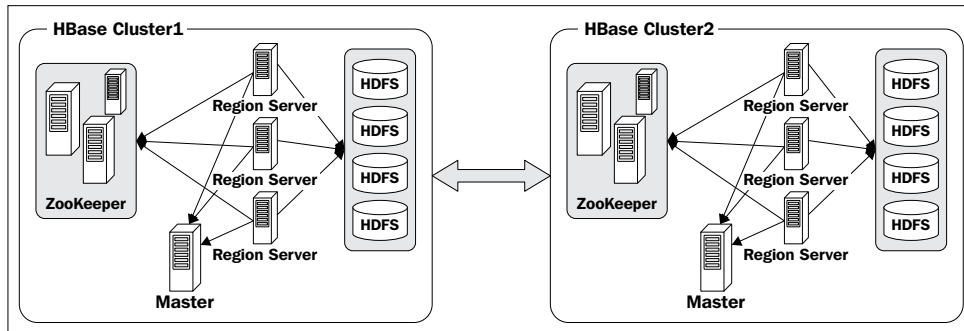 HBase Cluster1
ZooKeeper
Region Server
Region Server
Region Server
Master
HDFS
HDFS
HDFS
HDFS
HBase Cluster2
ZooKeeper
Region Server
Region Server
Region Server
Master
HDFS
HDFS
HDFS
HDFS